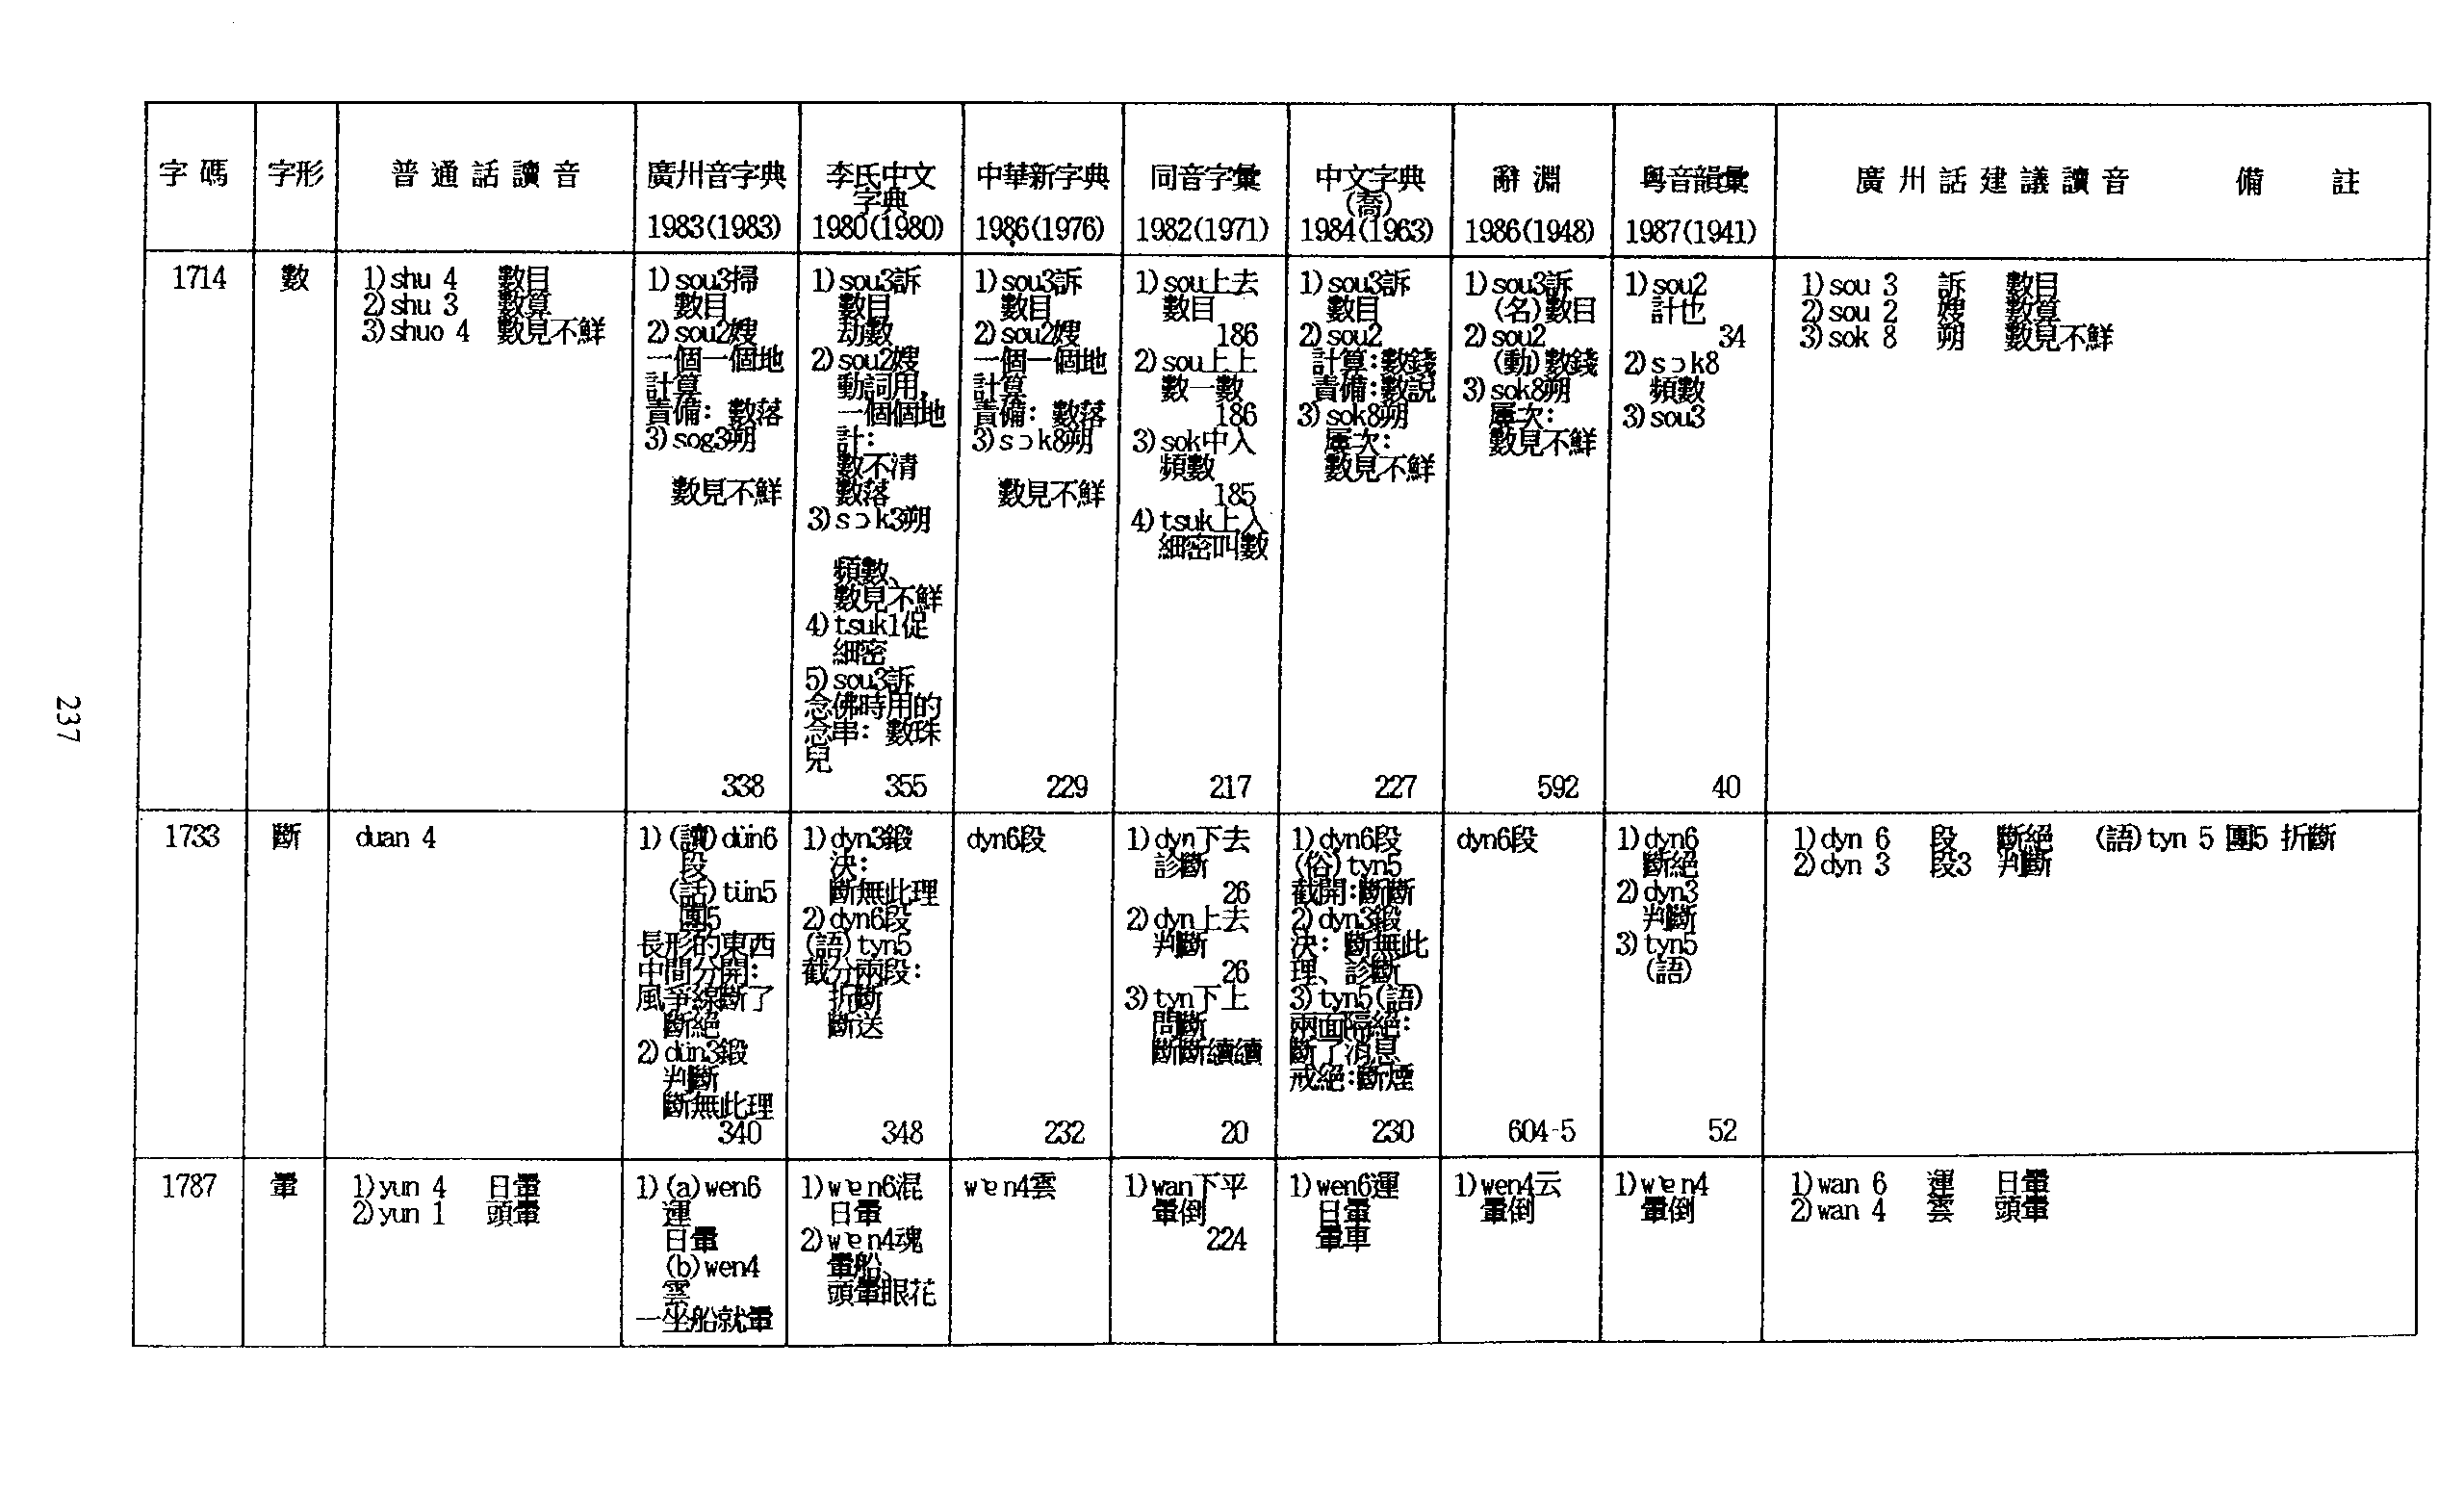 字碼 字形 普通話讀音 廣州音字典 李氏中文字典 中華新字典 同音字彙 中文字典(喬) 辭淵 粵音韻彙 廣州話建議讀音 備註
1983(1983) 1980(1980) 1986(1976) 1982(1971) 1984(1963) 1986(1948) 1987(1941)
1714
數
1)shu 4 數目
2)shu 3 數算
3)shuo 4 數見不鮮
1)sou3掃
數目
2)sou2嫂
一個一個地
計算
責備：數落
3)sog3朔
數見不鮮
338
1)sou3訴
數目
劫數
2)sou2嫂
動詞用,
一個個地
計：
數不清
數落
3)sɔk3朔
頻數、
數見不鮮
4)tsuk1促
細密
5)sou3訴
念佛時用的
念串：數珠
兒
355
1)sou3訴
數目
2)sou2嫂
一個一個地
計算
責備：數落
3)sɔk8朔
數見不鮮
229
1)sou上去
數目
186
2)sou上上
數一數
186
3)sok中入
頻數
185
4)tsuk上入
細密叫數
217
1)sou3訴
數目
2)sou2
計算:數錢
責備:數說
3)sok8朔
屢次：
數見不鮮
227
1)sou3訴
(名)數目
2)sou2
(動)數錢
3)sok8朔
屢次：
數見不鮮
592
1)sou2
計也
34
2)sɔk8
頻數
3)sou3
40
1)sou 3 訴 數目
2)sou 2 嫂 數算
3)sok 8 朔 數見不鮮
1733
斷
duan 4
1)(讀)dün6
段
(話)tün5
團5
長形的東西
中間分開：
風爭線斷了
斷絕
2)dün3鍛
判斷
斷無此理
340
1)dyn3鍛
決：
斷無此理
2)dyn6段
(語)tyn5
截分兩段：
折斷
斷送
348
dyn6段
232
1)dyn下去
診斷
26
2)dyn上去
判斷
26
3)tyn下上
問斷
斷斷續續
20
1)dyn6段
(俗)tyn5
截開:斷斷
2)dyn3鍛
決：斷無此
理、診斷
3)tyn5(語)
兩面隔絕：
斷了消息
戒絕:斷煙
230
dyn6段
604-5
1)dyn6
斷絕
2)dyn3
判斷
3)tyn5
(語)
52
1)dyn 6 段 斷絕 (語)tyn 5 團5 折斷
2)dyn 3 段3 判斷
1787
暈
1)yun 4 日暈
2)yun 1 頭暈
1)(a)wen6
運
日暈
(b)wen4
雲
一坐船就暈
1)wɐn6混
日暈
2)wɐn4魂
暈船、
頭暈眼花
wɐn4雲
1)wan下平
暈倒
224
1)wen6運
日暈
暈車
1)wen4云
暈倒
1)wɐn4
暈倒
1)wan 6 運 日暈
2)wan 4 雲 頭暈
237